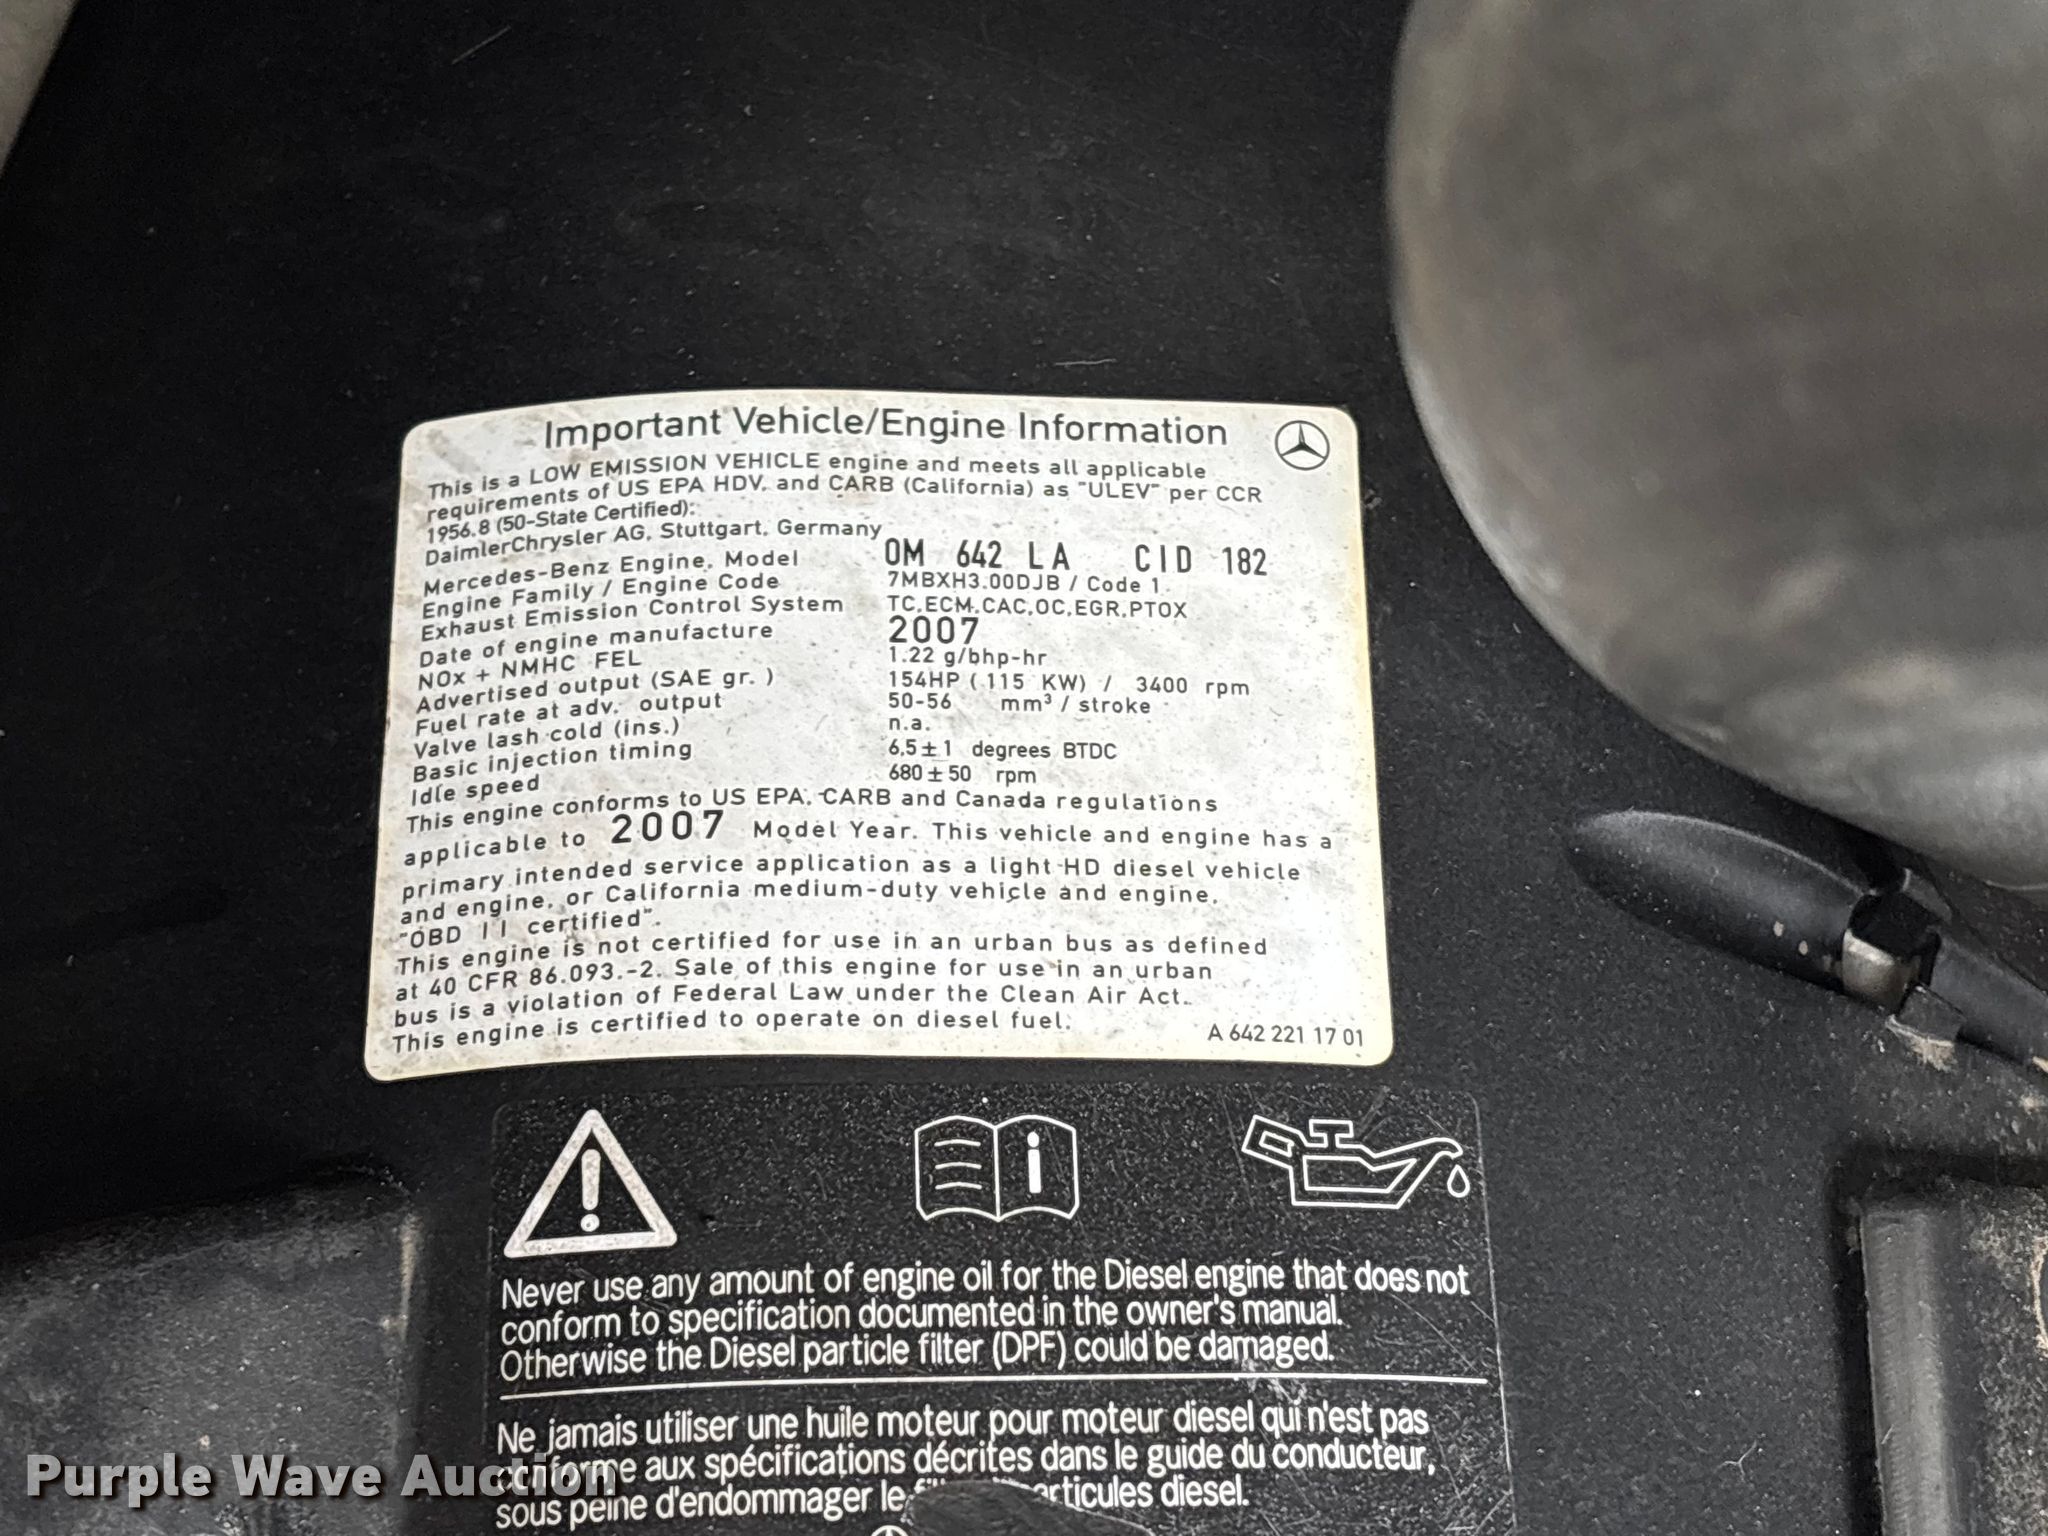 Important Vehicle/Engine Information
This is a LOW EMISSION VEHICLE engine and meets all applicable
requirements of US EPA HDV, and CARB (California) as "ULEV" per CCR
1956.8 (50-State Certified):
DaimlerChrysler AG, Stuttgart, Germany
Mercedes-Benz Engine, Model OM 642 LA CID 182
Engine Family / Engine Code 7MBXH3.00DJB / Code 1
Exhaust Emission Control System TC,ECM,CAC,OC,EGR,PTOX
Date of engine manufacture 2007
NOx + NMHC FEL 1.22 g/bhp-hr
Advertised output (SAE gr. ) 154HP ( 115 KW) / 3400 rpm
Fuel rate at adv. output 50-56 mm³ / stroke
Valve lash cold (ins.) n.a.
Basic injection timing 6,5 ± 1 degrees BTDC
Idle speed 680 ± 50 rpm
This engine conforms to US EPA, CARB and Canada regulations
applicable to 2007 Model Year. This vehicle and engine has a
primary intended service application as a light HD diesel vehicle
and engine, or California medium-duty vehicle and engine,
"OBD II certified".
This engine is not certified for use in an urban bus as defined
at 40 CFR 86.093.-2. Sale of this engine for use in an urban
bus is a violation of Federal Law under the Clean Air Act.
This engine is certified to operate on diesel fuel.
A 642 221 17 01
Never use any amount of engine oil for the Diesel engine that does not
conform to specification documented in the owner's manual.
Otherwise the Diesel particle filter (DPF) could be damaged.
Ne jamais utiliser une huile moteur pour moteur diesel qui n'est pas
conforme aux spécifications décrites dans le guide du conducteur,
sous peine d'endommager le particules diesel.
Purple Wave Auction